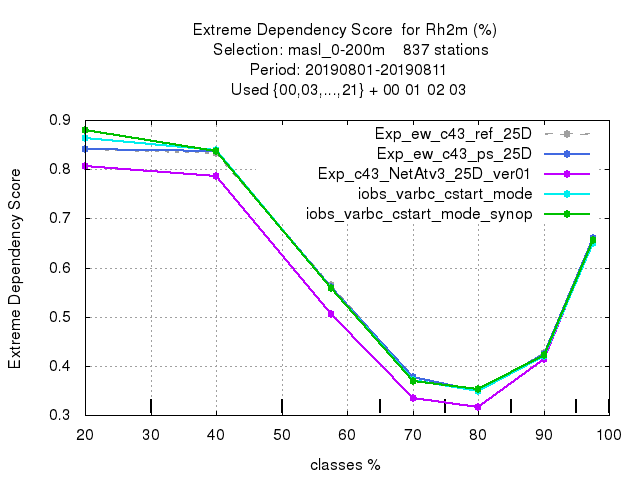 Extreme Dependency Score  for Rh2m (%)
Selection: masl_0-200m    837 stations
Period: 20190801-20190811
Used {00,03,...,21} + 00 01 02 03
Exp_ew_c43_ref_25D
Exp_ew_c43_ps_25D
Exp_c43_NetAtv3_25D_ver01
iobs_varbc_cstart_mode
iobs_varbc_cstart_mode_synop
Extreme Dependency Score
0.9
0.8
0.7
0.6
0.5
0.4
0.3
20 30 40 50 60 70 80 90 100
classes %